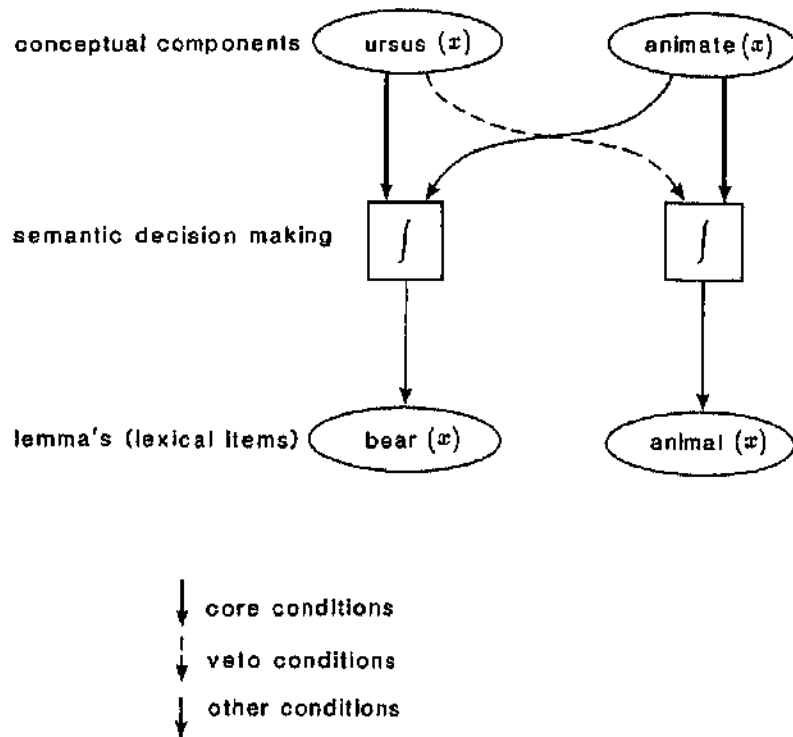 conceptual components ursus (x) animate (x)
semantic decision making ∫ ∫
lemma's (lexical items) bear (x) animal (x)
core conditions
veto conditions
other conditions